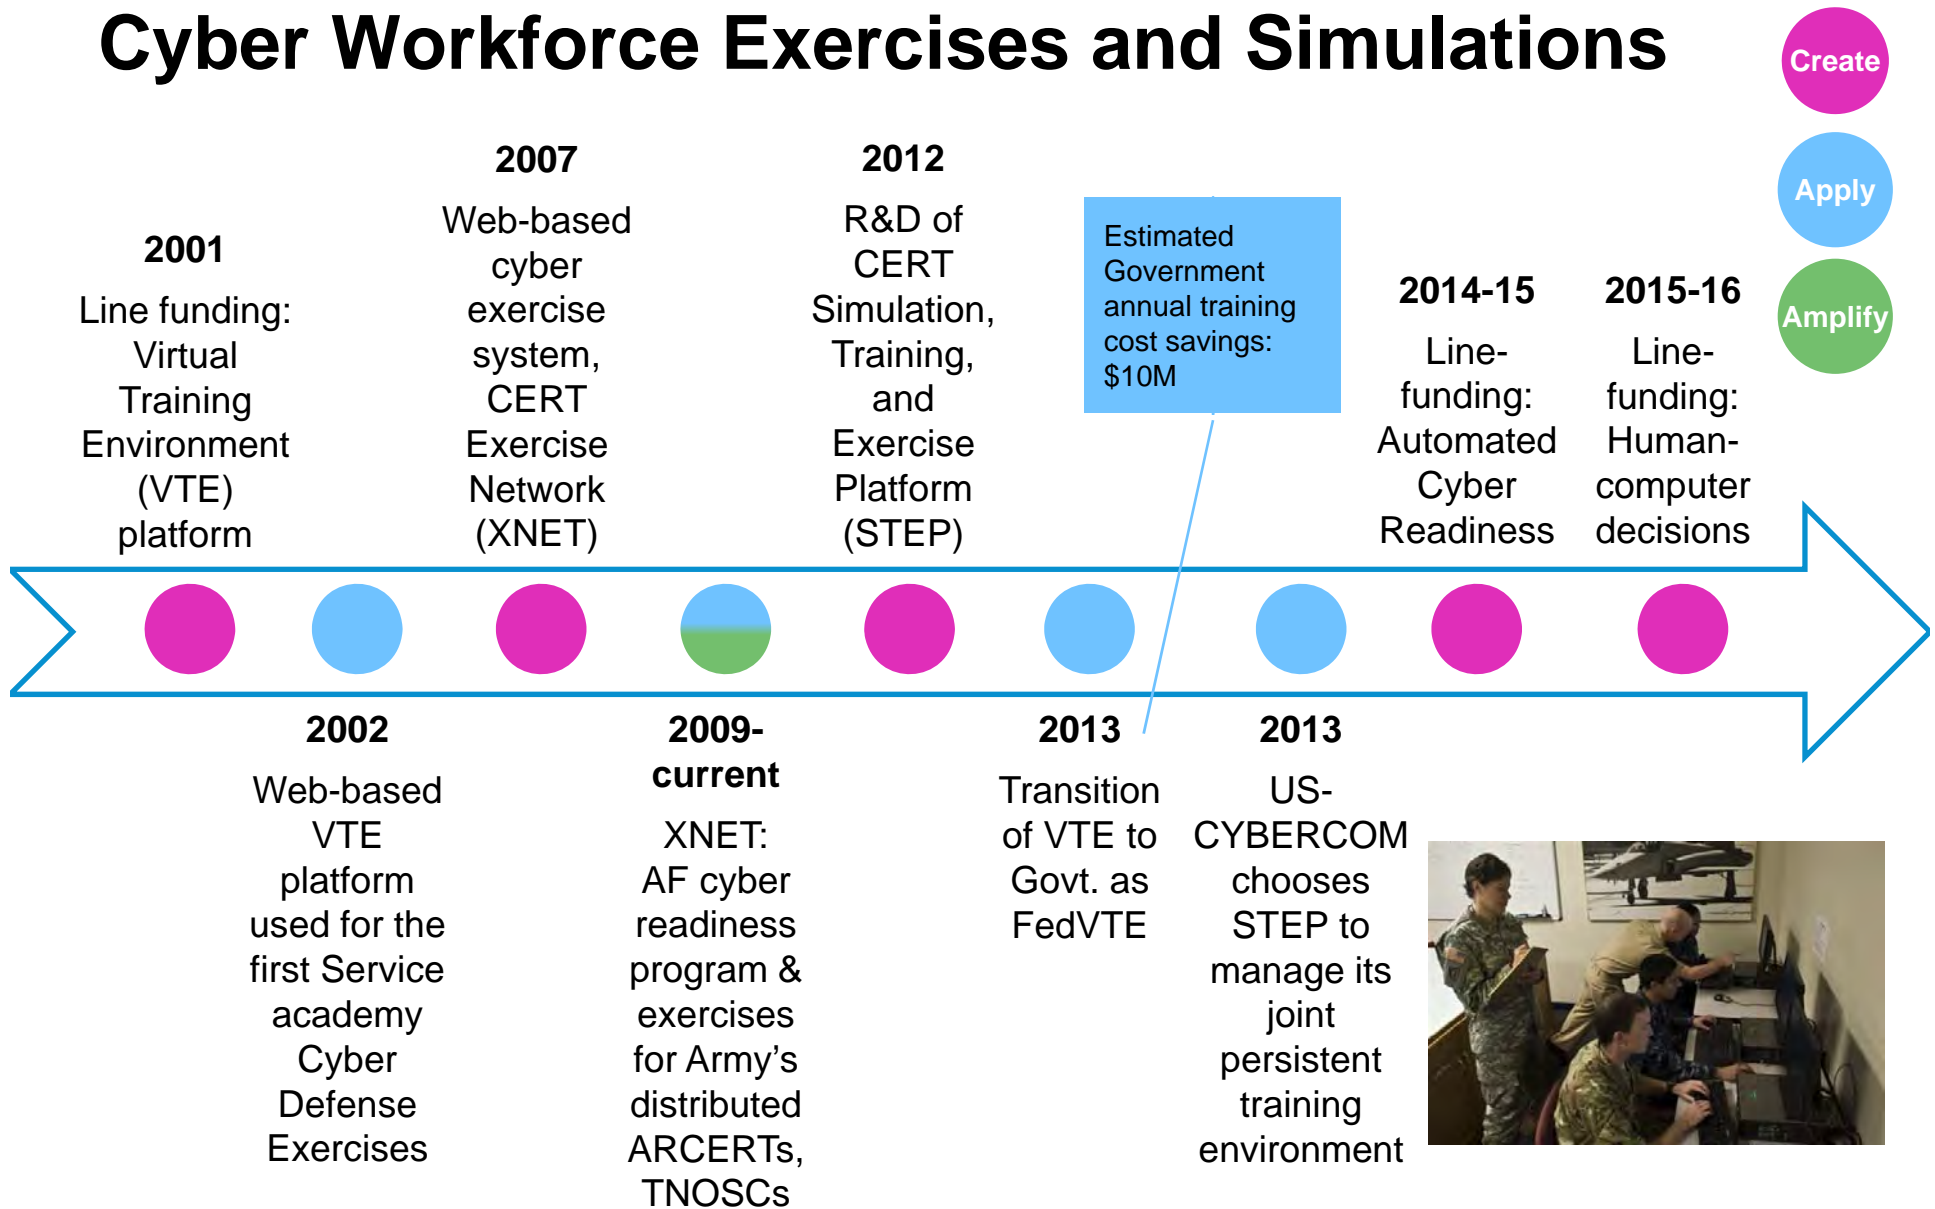 Cyber Workforce Exercises and Simulations
Create
Apply
Amplify
2001
Line funding:
Virtual
Training
Environment
(VTE)
platform
2007
Web-based
cyber
exercise
system,
CERT
Exercise
Network
(XNET)
2012
R&D of
CERT
Simulation,
Training,
and
Exercise
Platform
(STEP)
Estimated
Government
annual training
cost savings:
$10M
2014-15
Line-
funding:
Automated
Cyber
Readiness
2015-16
Line-
funding:
Human-
computer
decisions
2002
Web-based
VTE
platform
used for the
first Service
academy
Cyber
Defense
Exercises
2009-
current
XNET:
AF cyber
readiness
program &
exercises
for Army’s
distributed
ARCERTs,
TNOSCs
2013
Transition
of VTE to
Govt. as
FedVTE
2013
US-
CYBERCOM
chooses
STEP to
manage its
joint
persistent
training
environment